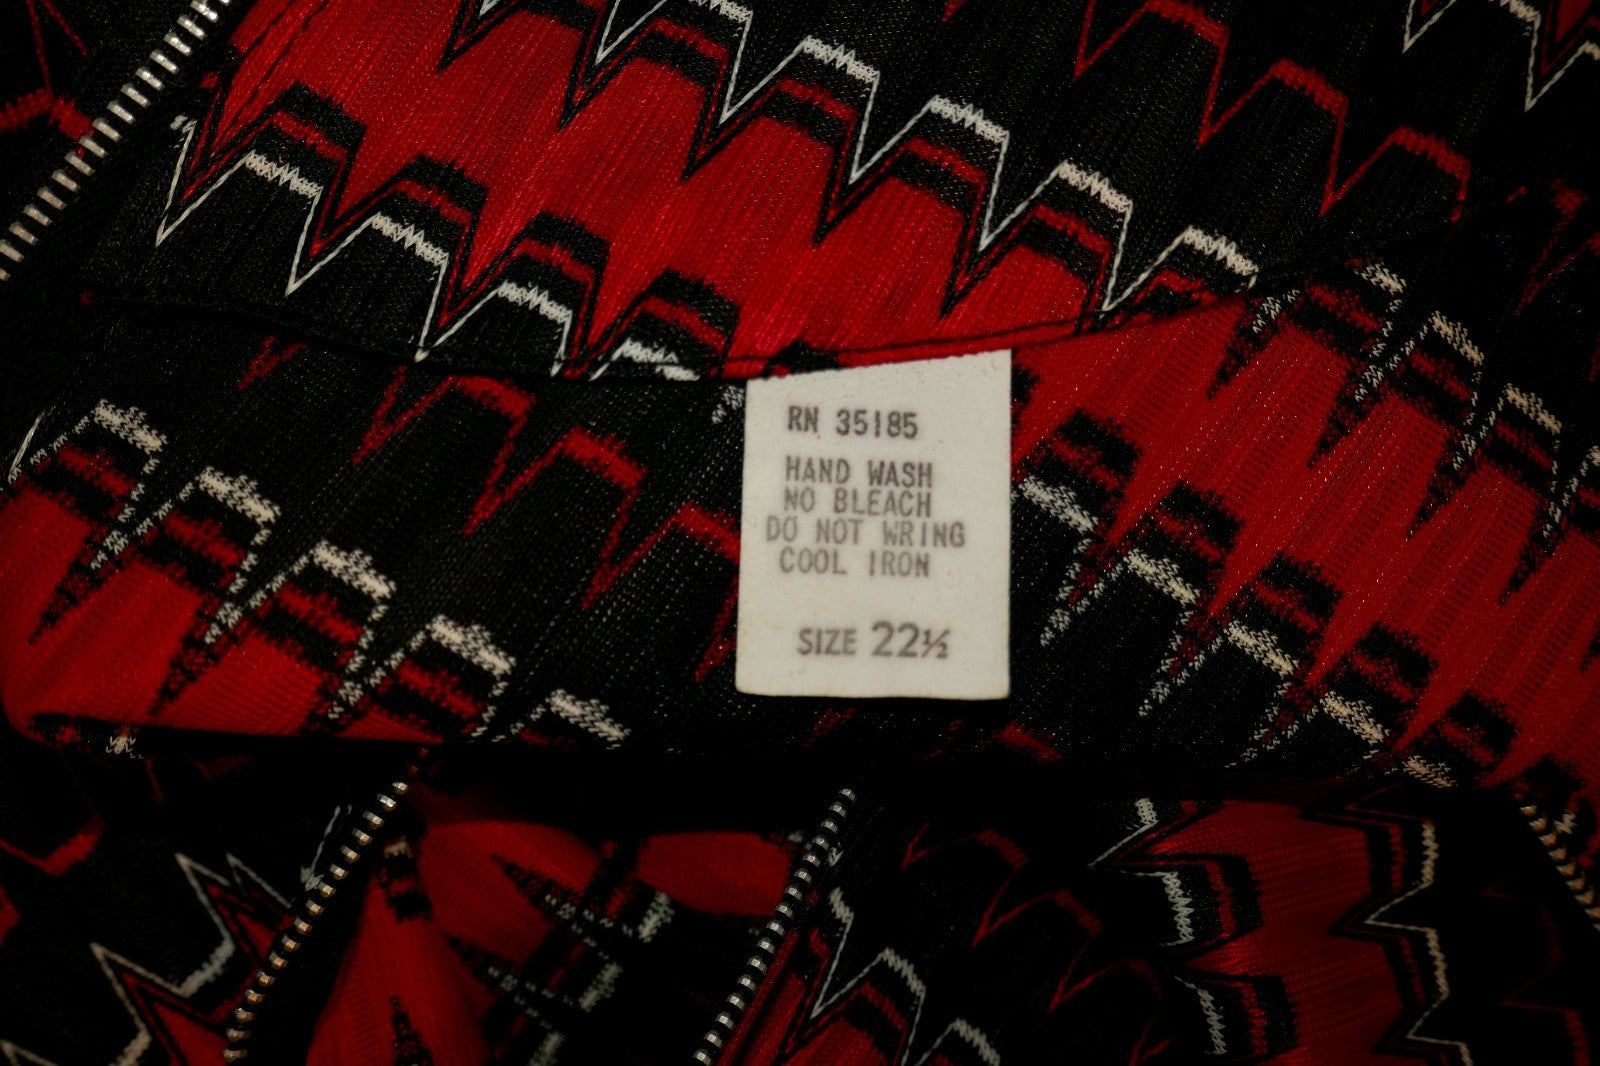 RN 35185
HAND WASH
NO BLEACH
DO NOT WRING
COOL IRON
SIZE 22½